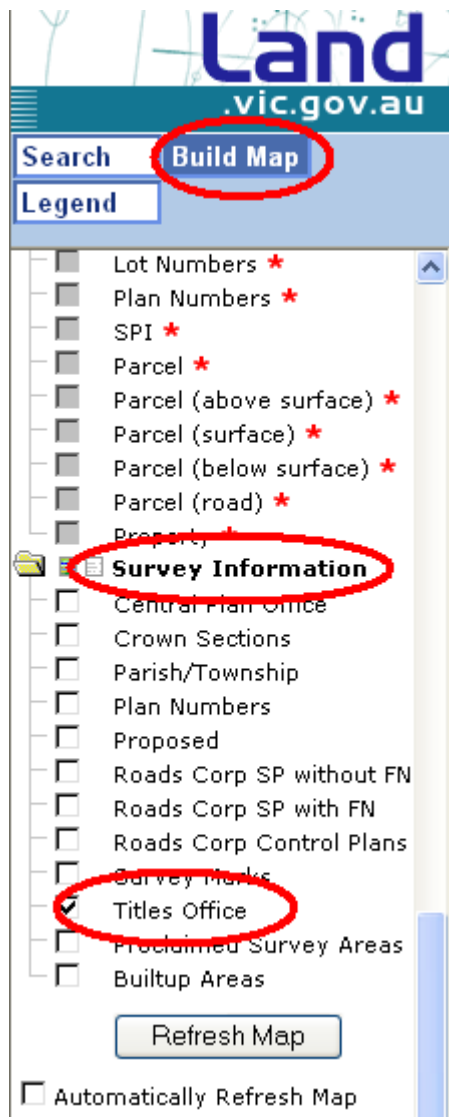 Land
.vic.gov.au
Search
Build Map
Legend
Lot Numbers *
Plan Numbers *
SPI *
Parcel *
Parcel (above surface) *
Parcel (surface) *
Parcel (below surface) *
Parcel (road) *
Property *
Survey Information
Central Plan Office
Crown Sections
Parish/Township
Plan Numbers
Proposed
Roads Corp SP without FN
Roads Corp SP with FN
Roads Corp Control Plans
Survey Marks
Titles Office
Proclaimed Survey Areas
Builtup Areas
Refresh Map
Automatically Refresh Map